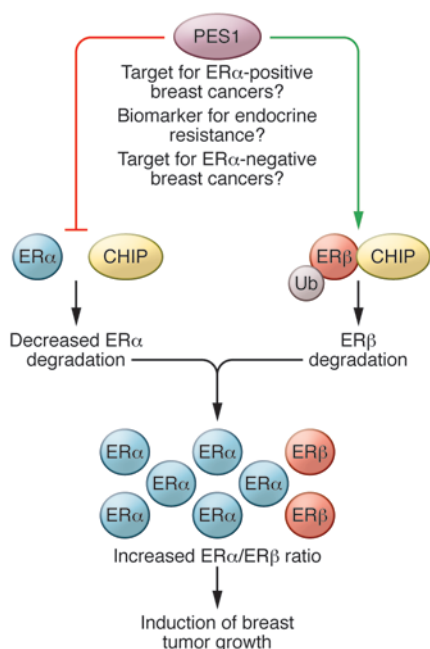 PES1
Target for ERα-positive
breast cancers?
Biomarker for endocrine
resistance?
Target for ERα-negative
breast cancers?
ERα
CHIP
ERβ
CHIP
Ub
Decreased ERα
degradation
ERβ
degradation
ERα
ERα
ERβ
ERα
ERα
ERα
ERα
ERβ
Increased ERα/ERβ ratio
Induction of breast
tumor growth